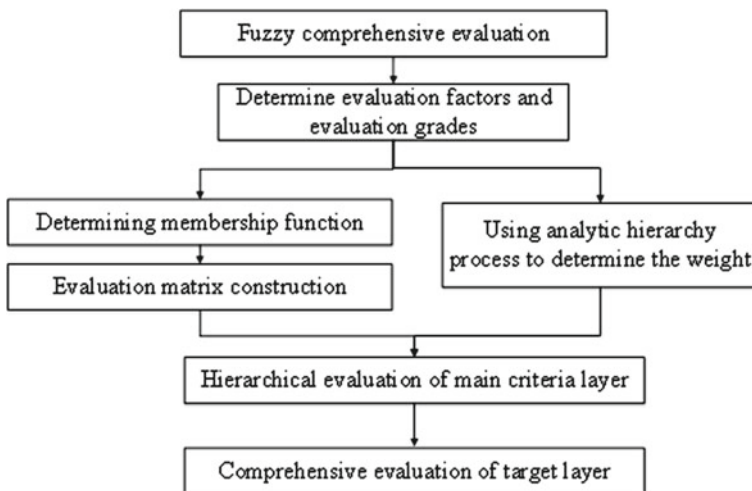 Fuzzy comprehensive evaluation
Determine evaluation factors and
evaluation grades
Determining membership function
Evaluation matrix construction
Using analytic hierarchy
process to determine the weight
Hierarchical evaluation of main criteria layer
Comprehensive evaluation of target layer